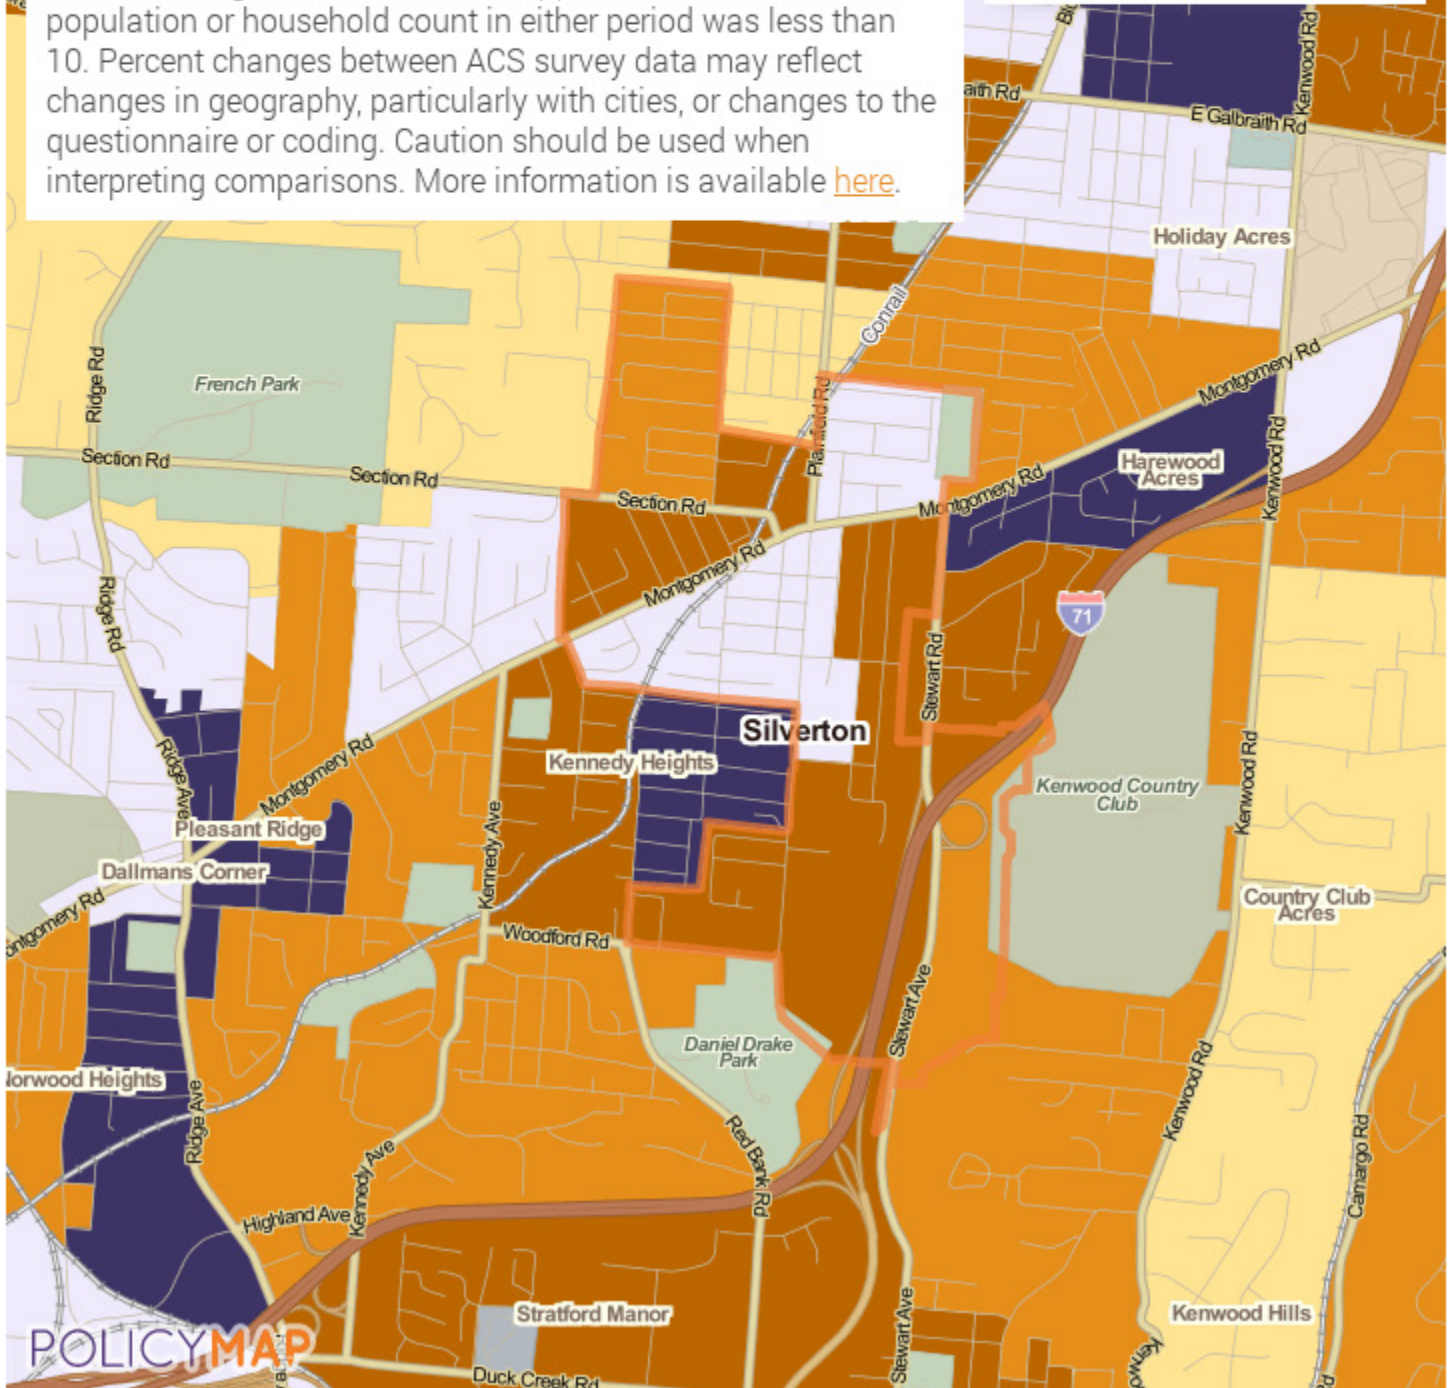 population or household count in either period was less than
10. Percent changes between ACS survey data may reflect
changes in geography, particularly with cities, or changes to the
questionnaire or coding. Caution should be used when
interpreting comparisons. More information is available here.
Kenwood Rd
E Galbraith Rd
Holiday Acres
Conrail
Ridge Rd
French Park
Plainfield Rd
Montgomery Rd
Section Rd
Section Rd
Section Rd
Montgomery Rd
Harewood
Acres
Kenwood Rd
Montgomery Rd
Ridge Rd
71
Stewart Rd
Silverton
Kennedy Heights
Ridge Ave
Montgomery Rd
Kenwood Country
Club
Kenwood Rd
Pleasant Ridge
Kennedy Ave
Dallmans Corner
Country Club
Acres
Woodford Rd
Stewart Ave
Daniel Drake
Park
Norwood Heights
Ridge Ave
Kenwood Rd
Red Bank Rd
Camargo Rd
Kennedy Ave
Highland Ave
Stratford Manor
Kenwood Hills
Stewart Ave
POLICYMAP
Duck Creek Rd